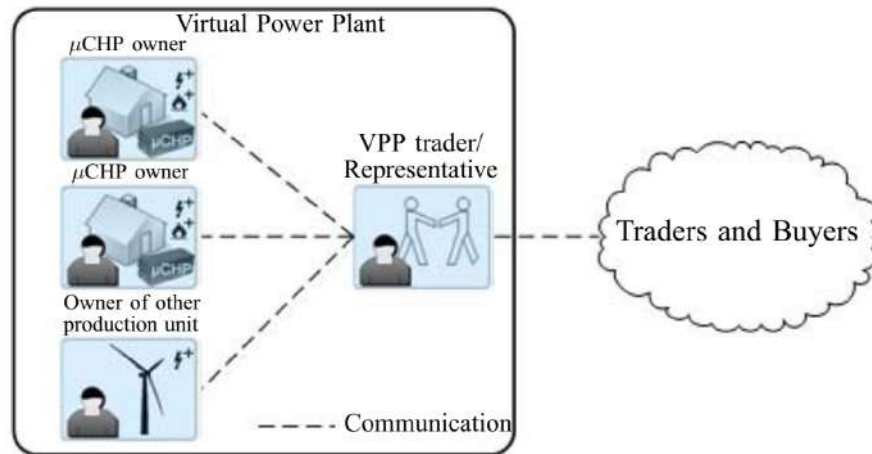 Virtual Power Plant
μCHP owner
μCHP
μCHP owner
μCHP
Owner of other
production unit
VPP trader/
Representative
Traders and Buyers
Communication